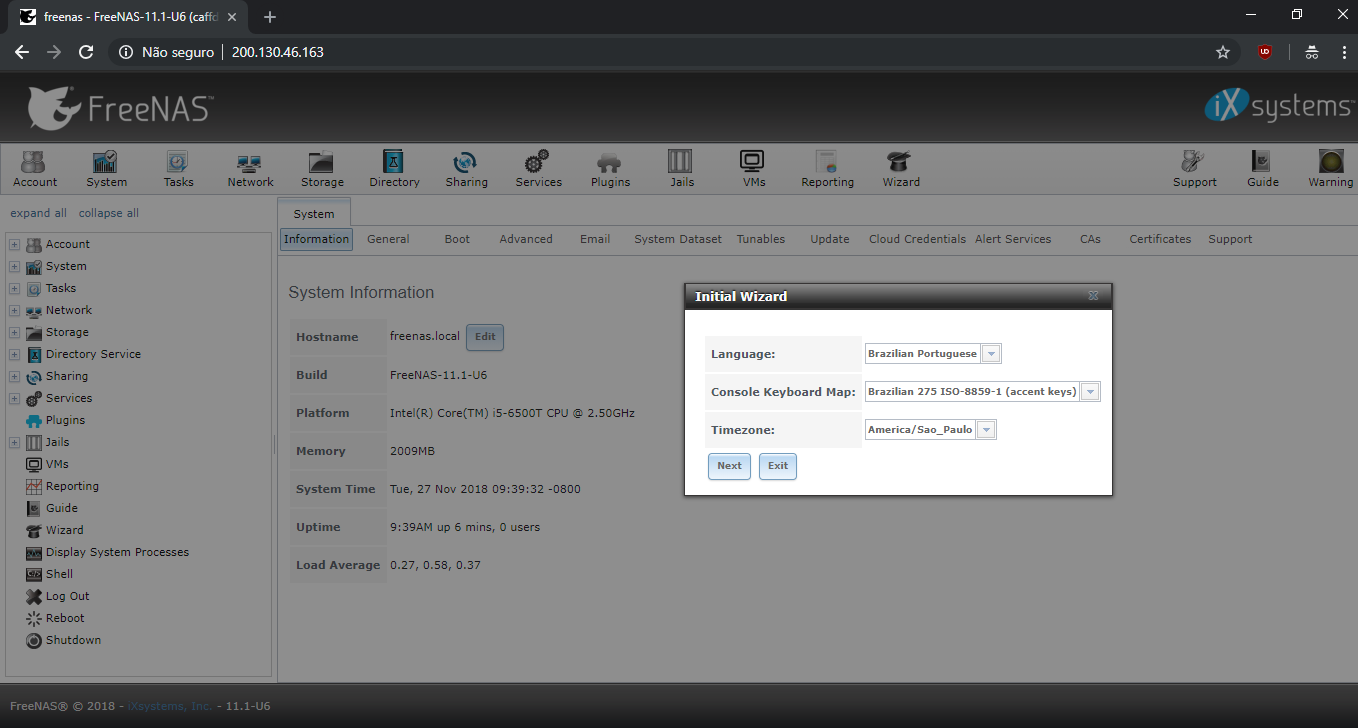 freenas - FreeNAS-11.1-U6 (caffd
Não seguro 200.130.46.163
FreeNAS™
iXsystems™
Account System Tasks Network Storage Directory Sharing Services Plugins Jails VMs Reporting Wizard Support Guide Warning
expand all collapse all
Account
System
Tasks
Network
Storage
Directory Service
Sharing
Services
Plugins
Jails
VMs
Reporting
Guide
Wizard
Display System Processes
Shell
Log Out
Reboot
Shutdown
System
Information General Boot Advanced Email System Dataset Tunables Update Cloud Credentials Alert Services CAs Certificates Support
System Information
Hostname freenas.local Edit
Build FreeNAS-11.1-U6
Platform Intel(R) Core(TM) i5-6500T CPU @ 2.50GHz
Memory 2009MB
System Time Tue, 27 Nov 2018 09:39:32 -0800
Uptime 9:39AM up 6 mins, 0 users
Load Average 0.27, 0.58, 0.37
Initial Wizard
Language: Brazilian Portuguese
Console Keyboard Map: Brazilian 275 ISO-8859-1 (accent keys)
Timezone: America/Sao_Paulo
Next Exit
FreeNAS® © 2018 - iXsystems, Inc. - 11.1-U6